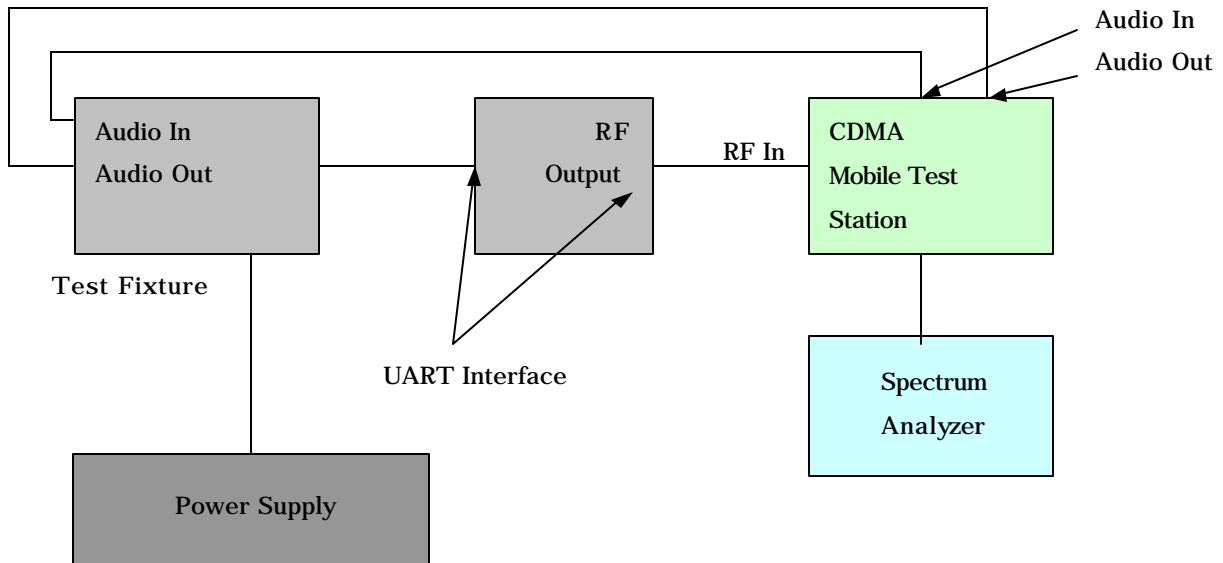 Audio In
Audio Out
Audio In
Audio Out
RF
Output
RF In
CDMA
Mobile Test
Station
Test Fixture
UART Interface
Spectrum
Analyzer
Power Supply